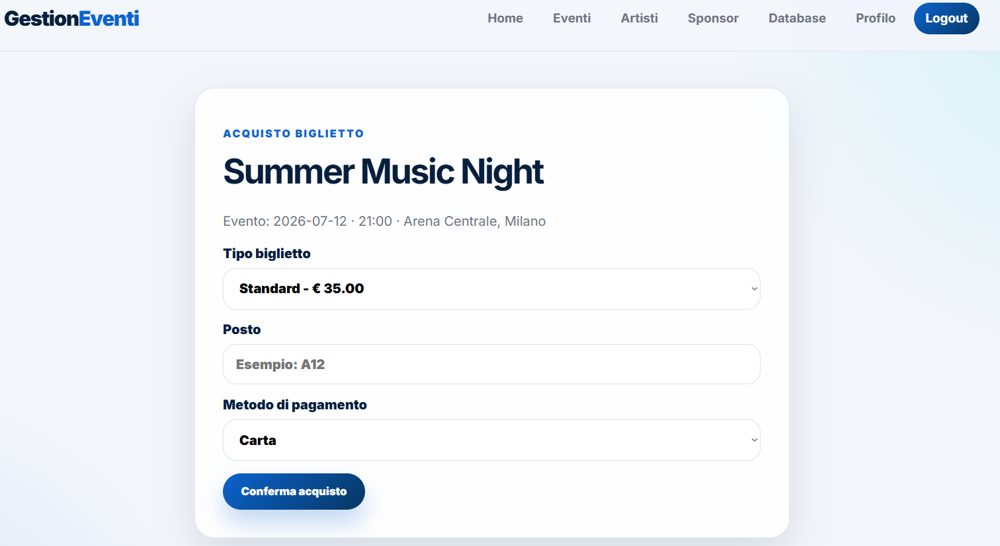 GestionEventi
Home Eventi Artisti Sponsor Database Profilo Logout
ACQUISTO BIGLIETTO
Summer Music Night
Evento: 2026-07-12 · 21:00 · Arena Centrale, Milano
Tipo biglietto
Standard - € 35.00
Posto
Esempio: A12
Metodo di pagamento
Carta
Conferma acquisto